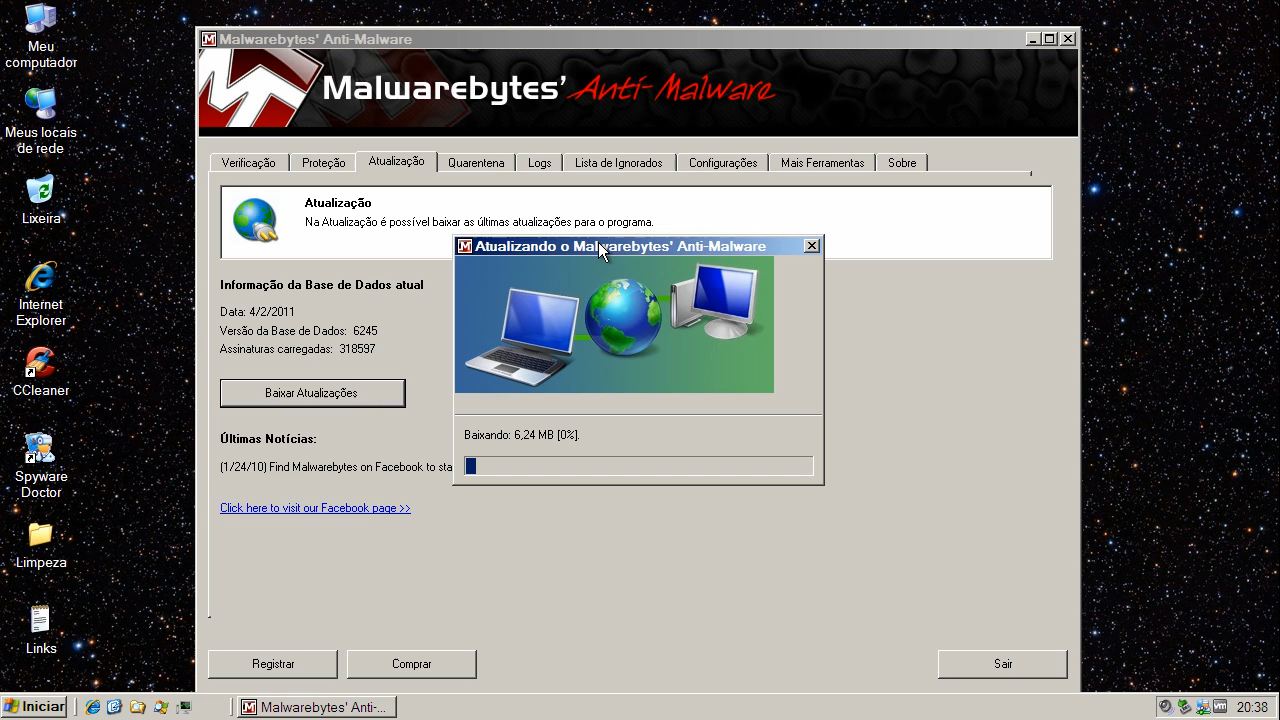 Meu
computador
Meus locais
de rede
Lixeira
Internet
Explorer
CCleaner
Spyware
Doctor
Limpeza
Links
Malwarebytes' Anti-Malware
Malwarebytes' Anti-Malware
Verificação Proteção Atualização Quarentena Logs Lista de Ignorados Configurações Mais Ferramentas Sobre
Atualização
Na Atualização é possível baixar as últimas atualizações para o programa.
Informação da Base de Dados atual
Data: 4/2/2011
Versão da Base de Dados: 6245
Assinaturas carregadas: 318597
Baixar Atualizações
Últimas Notícias:
(1/24/10) Find Malwarebytes on Facebook to sta
Click here to visit our Facebook page >>
Atualizando o Malwarebytes' Anti-Malware
Baixando: 6,24 MB [0%].
Registrar Comprar Sair
Iniciar Malwarebytes' Anti-... 20:38